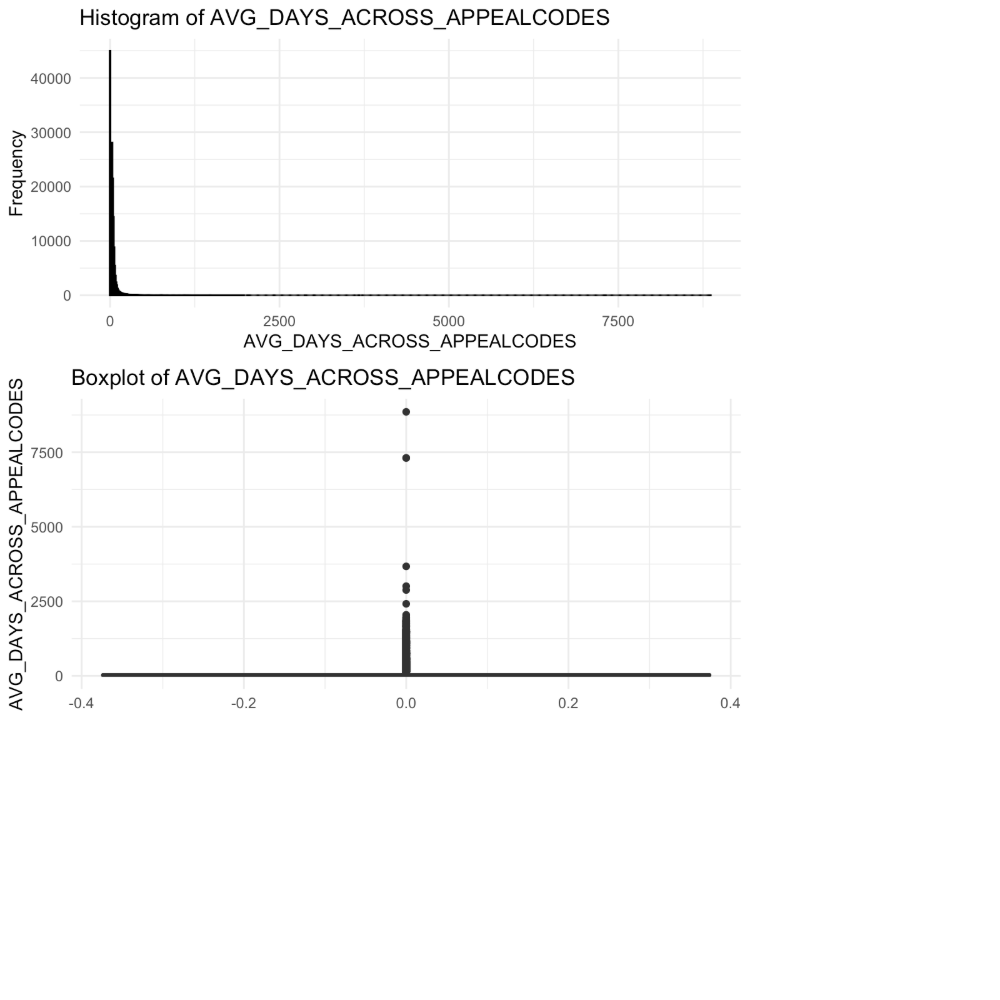 Histogram of AVG_DAYS_ACROSS_APPEALCODES
Frequency
40000
30000
20000
10000
0
0 2500 5000 7500
AVG_DAYS_ACROSS_APPEALCODES
Boxplot of AVG_DAYS_ACROSS_APPEALCODES
AVG_DAYS_ACROSS_APPEALCODES
7500
5000
2500
0
-0.4 -0.2 0.0 0.2 0.4